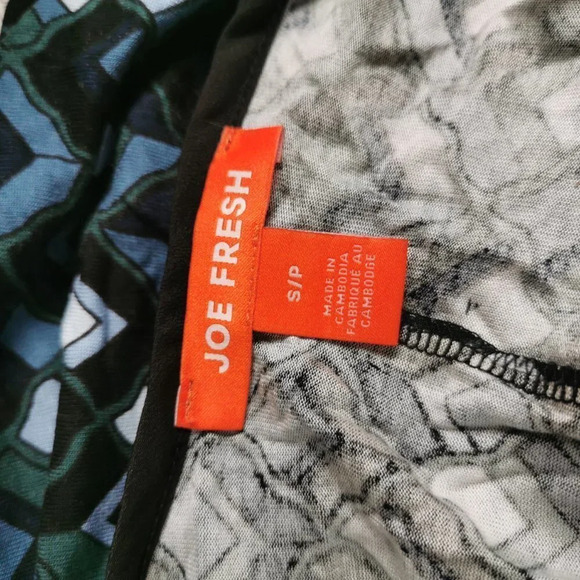 JOE FRESH
S/P
MADE IN
CAMBODIA
FABRIQUÉ AU
CAMBODGE